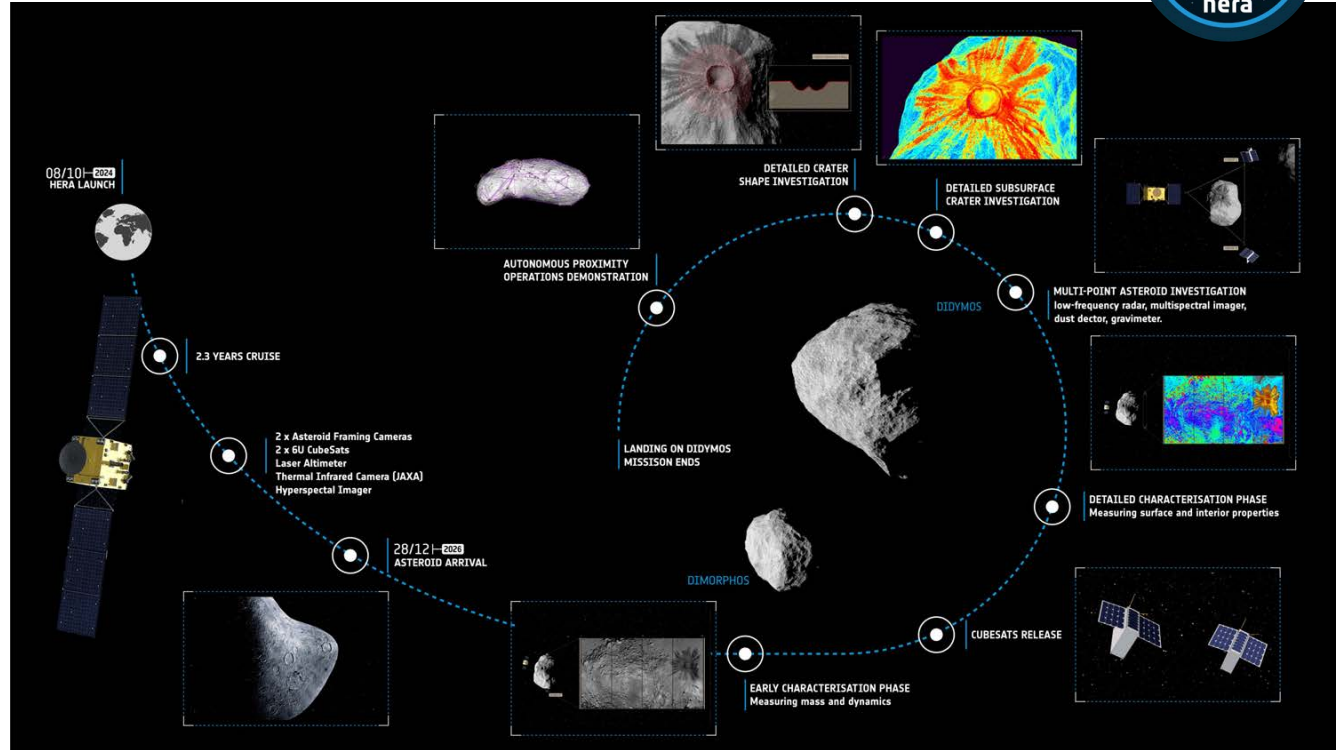 hera
08/10 2024
HERA LAUNCH
2.3 YEARS CRUISE
2 x Asteroid Framing Cameras
2 x 6U CubeSats
Laser Altimeter
Thermal Infrared Camera (JAXA)
Hyperspectal Imager
28/12 2026
ASTEROID ARRIVAL
EARLY CHARACTERISATION PHASE
Measuring mass and dynamics
CUBESATS RELEASE
DETAILED CHARACTERISATION PHASE
Measuring surface and interior properties
MULTI-POINT ASTEROID INVESTIGATION
low-frequency radar, multispectral imager,
dust dector, gravimeter.
DETAILED SUBSURFACE
CRATER INVESTIGATION
DETAILED CRATER
SHAPE INVESTIGATION
AUTONOMOUS PROXIMITY
OPERATIONS DEMONSTRATION
LANDING ON DIDYMOS
MISSISON ENDS
DIDYMOS
DIMORPHOS